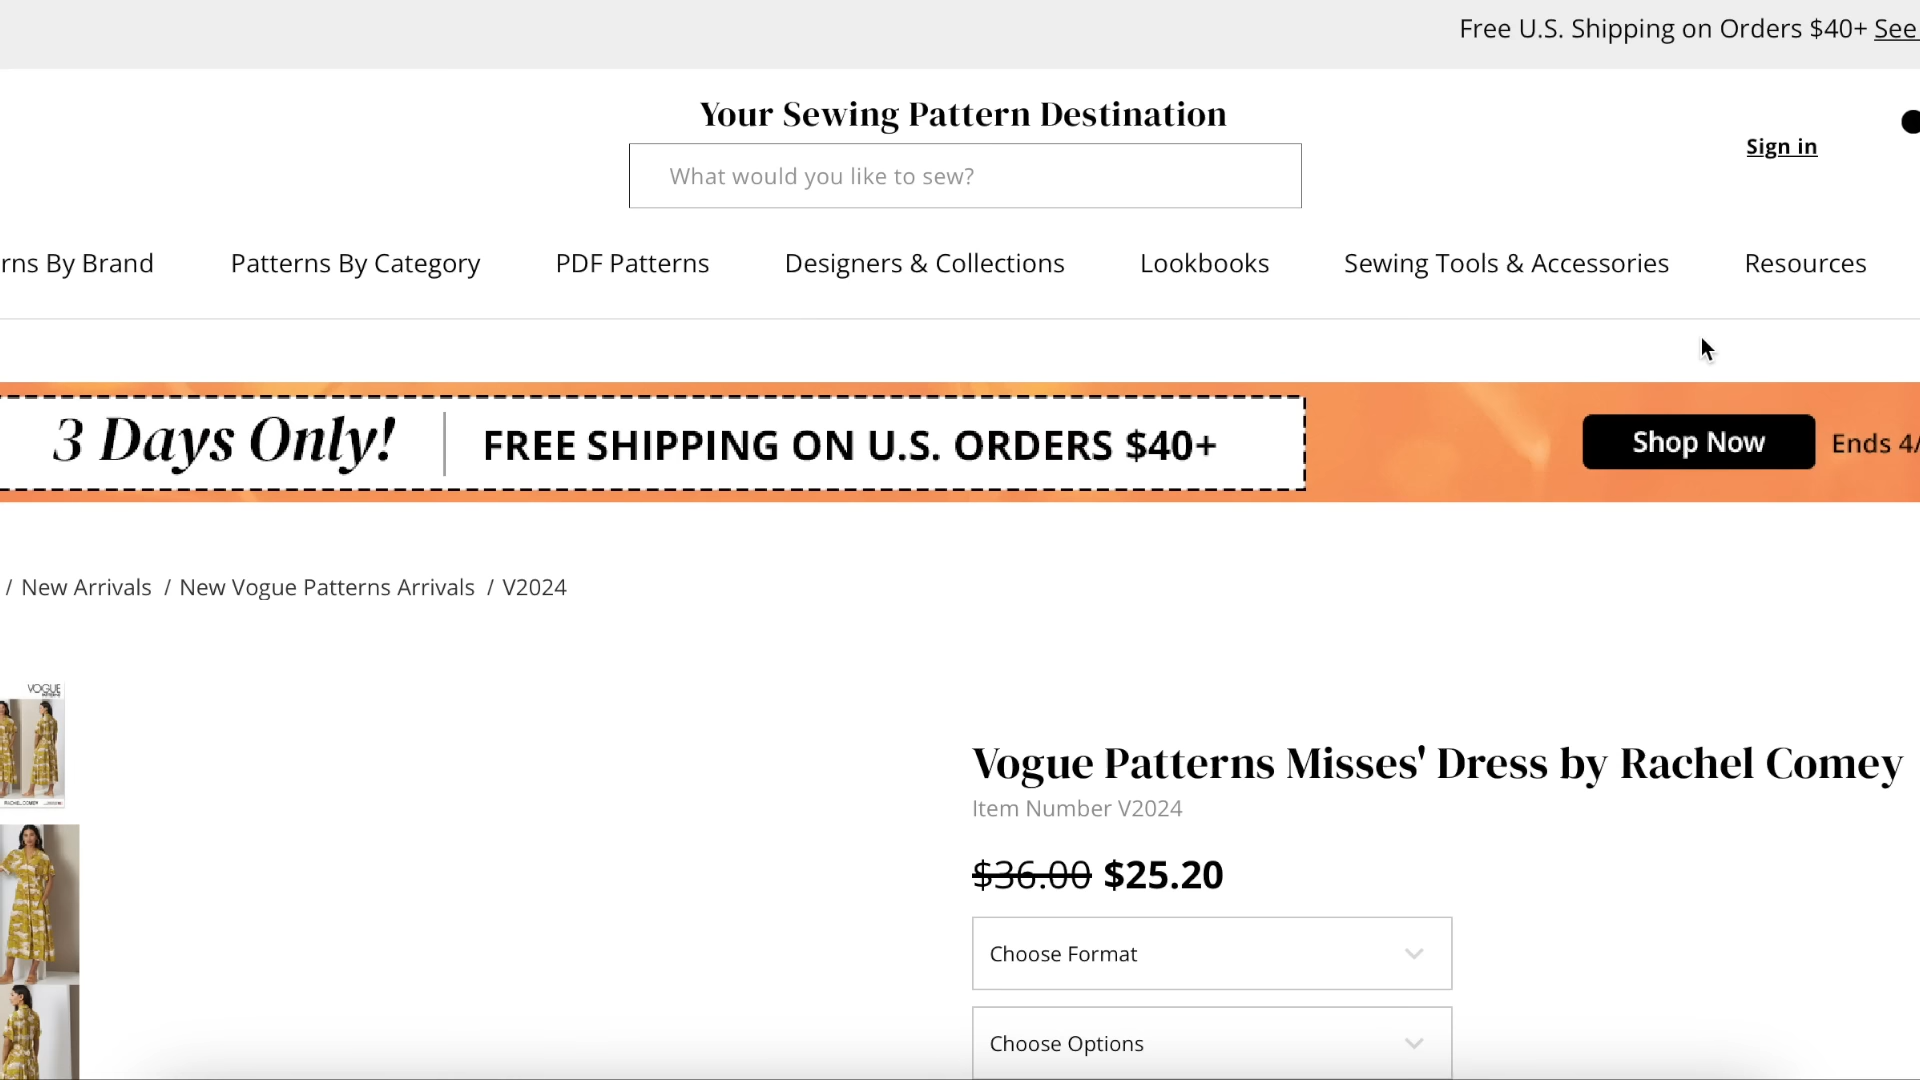 Free U.S. Shipping on Orders $40+ See
Your Sewing Pattern Destination
What would you like to sew?
Sign in
rns By Brand Patterns By Category PDF Patterns Designers & Collections Lookbooks Sewing Tools & Accessories Resources
3 Days Only! FREE SHIPPING ON U.S. ORDERS $40+ Shop Now Ends 4/
/ New Arrivals / New Vogue Patterns Arrivals / V2024
VOGUE
RACHEL COMEY
Vogue Patterns Misses' Dress by Rachel Comey
Item Number V2024
$36.00 $25.20
Choose Format
Choose Options